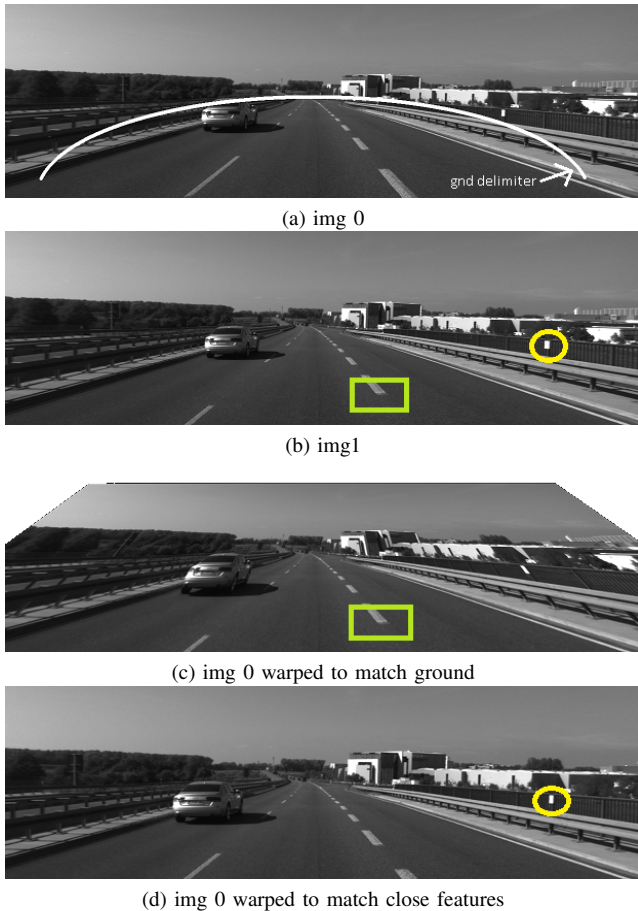 gnd delimiter
(a) img 0
(b) img1
(c) img 0 warped to match ground
(d) img 0 warped to match close features